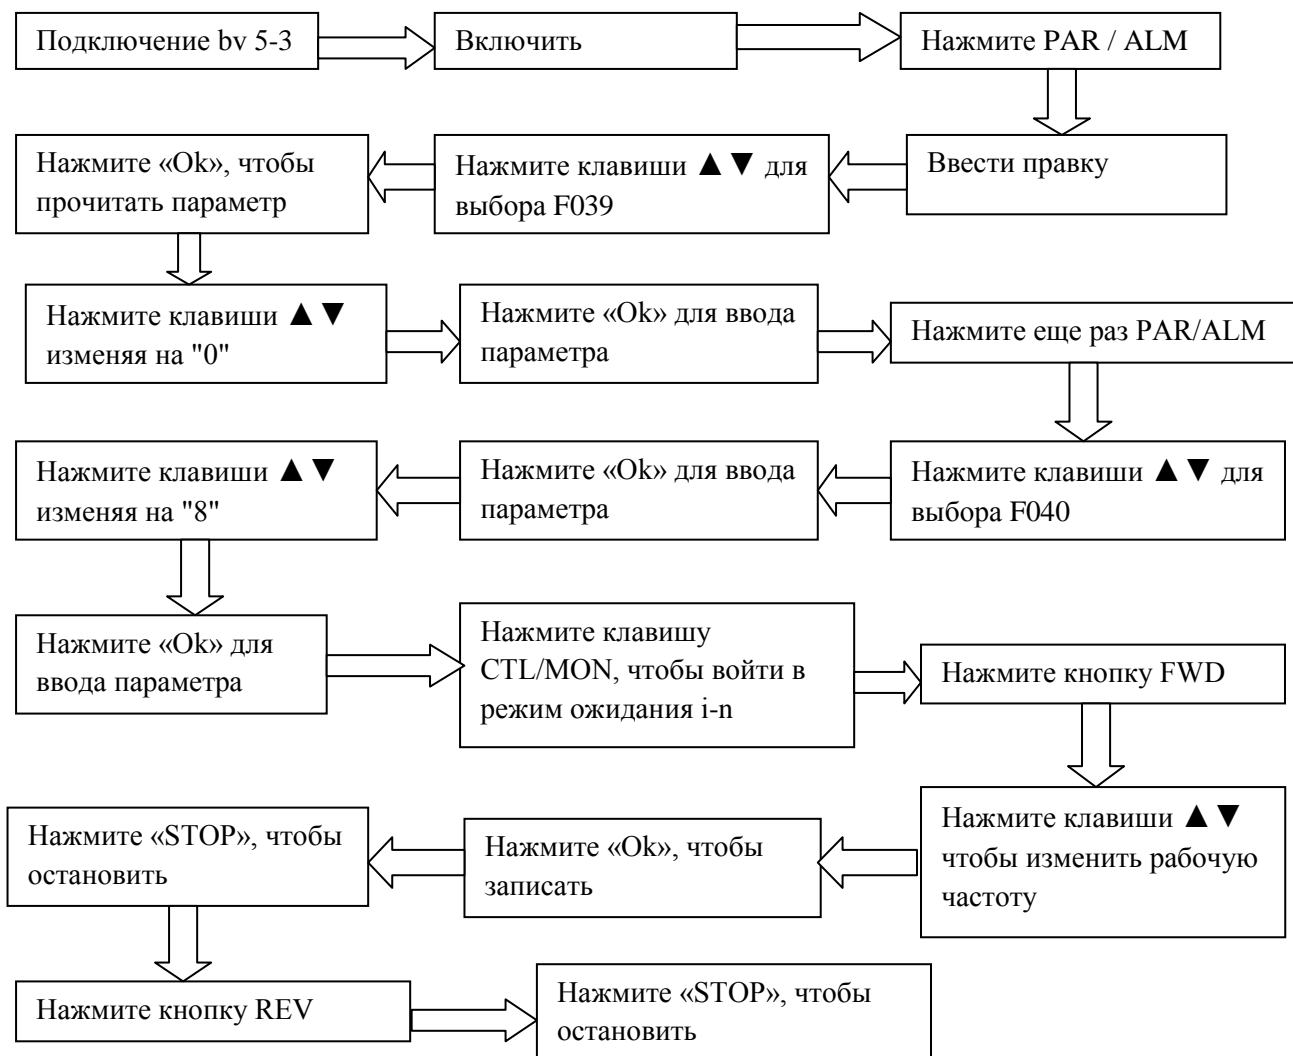 Подключение bv 5-3
Включить
Нажмите PAR / ALM
Ввести правку
Нажмите клавиши ▲▼ для
выбора F039
Нажмите «Ok», чтобы
прочитать параметр
Нажмите клавиши ▲▼
изменяя на "0"
Нажмите «Ok» для ввода
параметра
Нажмите еще раз PAR/ALM
Нажмите клавиши ▲▼ для
выбора F040
Нажмите «Ok» для ввода
параметра
Нажмите клавиши ▲▼
изменяя на "8"
Нажмите «Ok» для
ввода параметра
Нажмите клавишу
CTL/MON, чтобы войти в
режим ожидания i-n
Нажмите кнопку FWD
Нажмите клавиши ▲▼
чтобы изменить рабочую
частоту
Нажмите «Ok», чтобы
записать
Нажмите «STOP», чтобы
остановить
Нажмите кнопку REV
Нажмите «STOP», чтобы
остановить